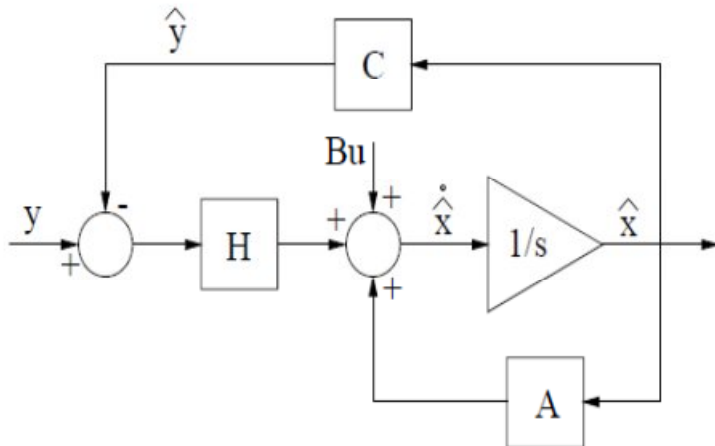 ŷ
C
Bu
-
+
y
+
H
+
x̂̇
1/s
x̂
+
A